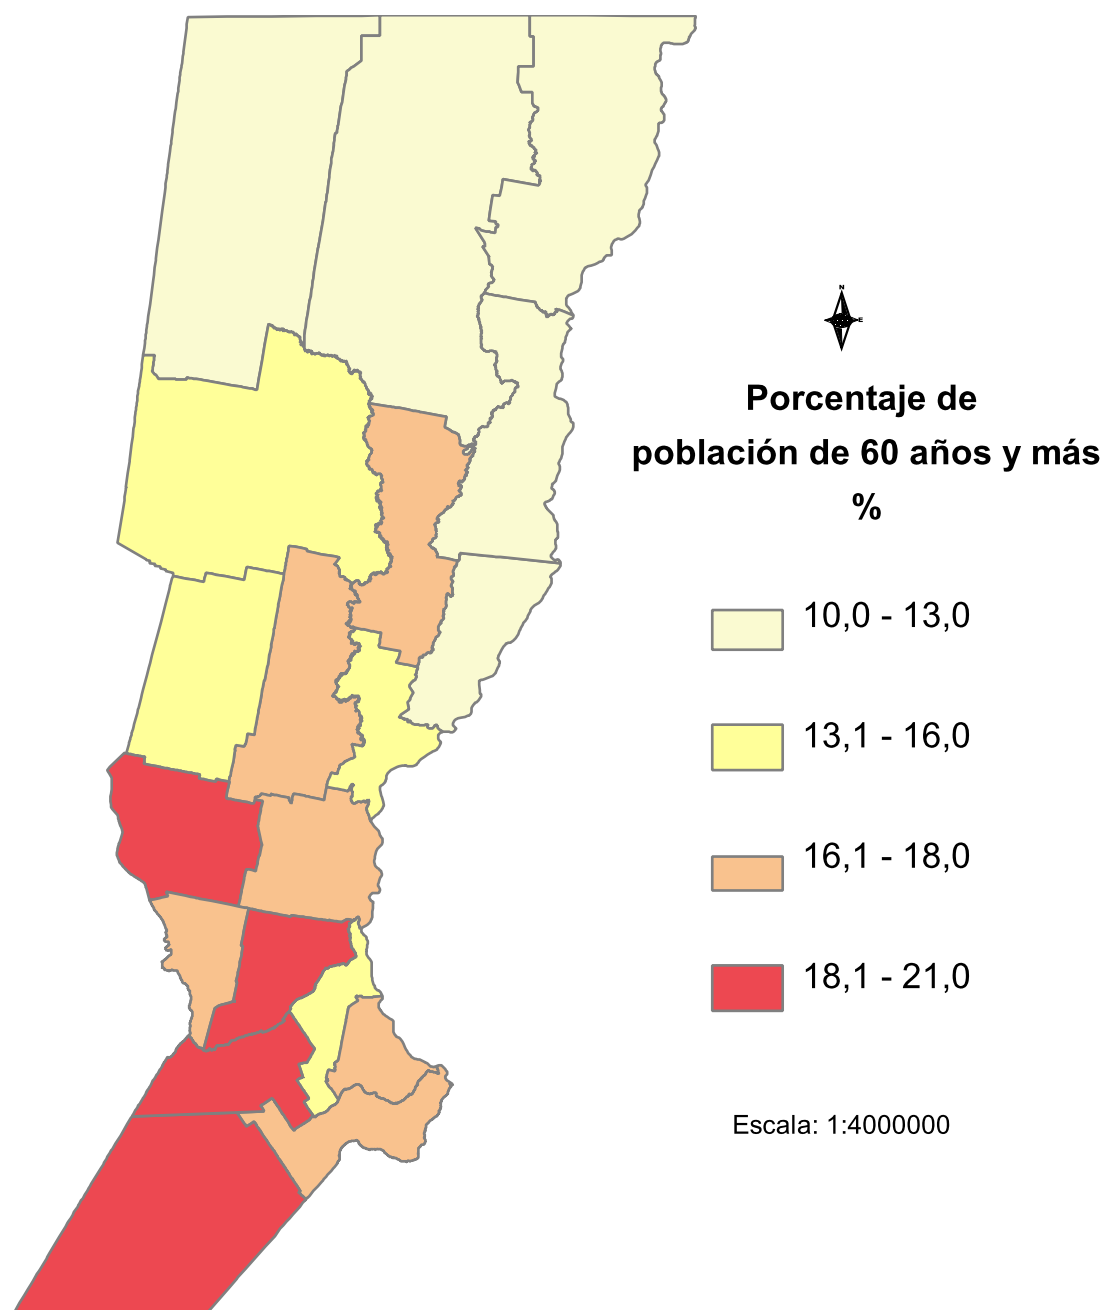 N
E
Porcentaje de
población de 60 años y más
%
10,0 - 13,0
13,1 - 16,0
16,1 - 18,0
18,1 - 21,0
Escala: 1:4000000